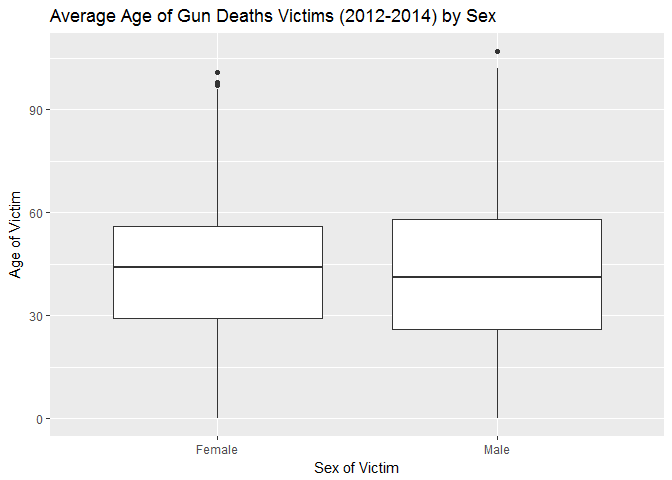 Average Age of Gun Deaths Victims (2012-2014) by Sex
Age of Victim
90
60
30
0
Female Male
Sex of Victim